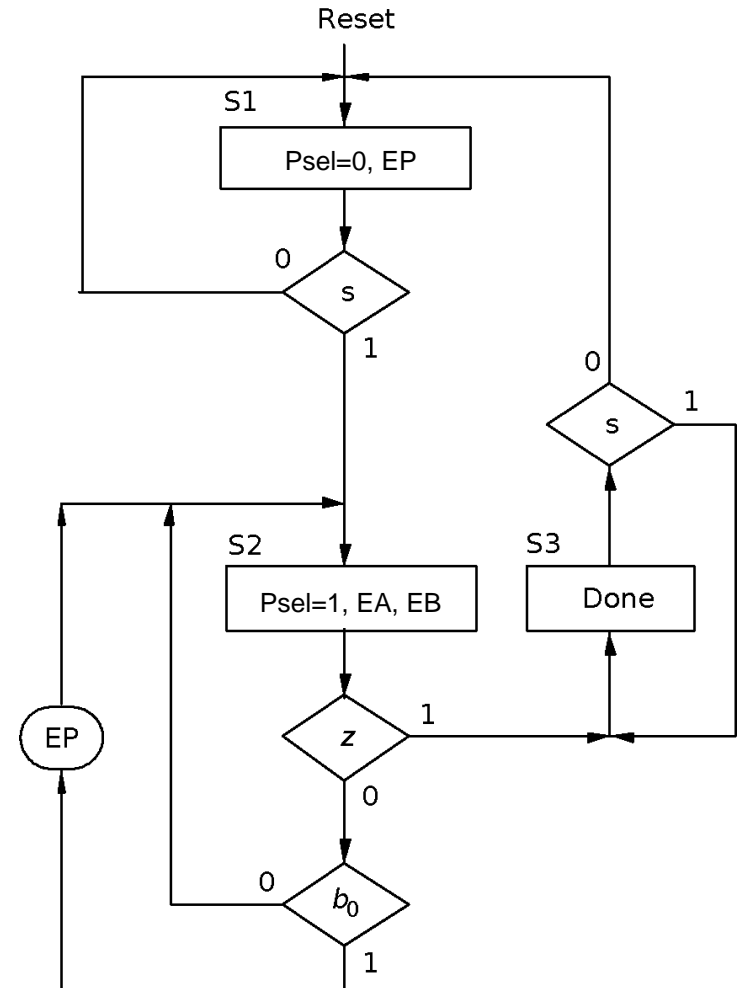 Reset
S1
Psel=0, EP
0
s
1
0
s
1
S2
Psel=1, EA, EB
S3
Done
EP
z
1
0
0
b0
1